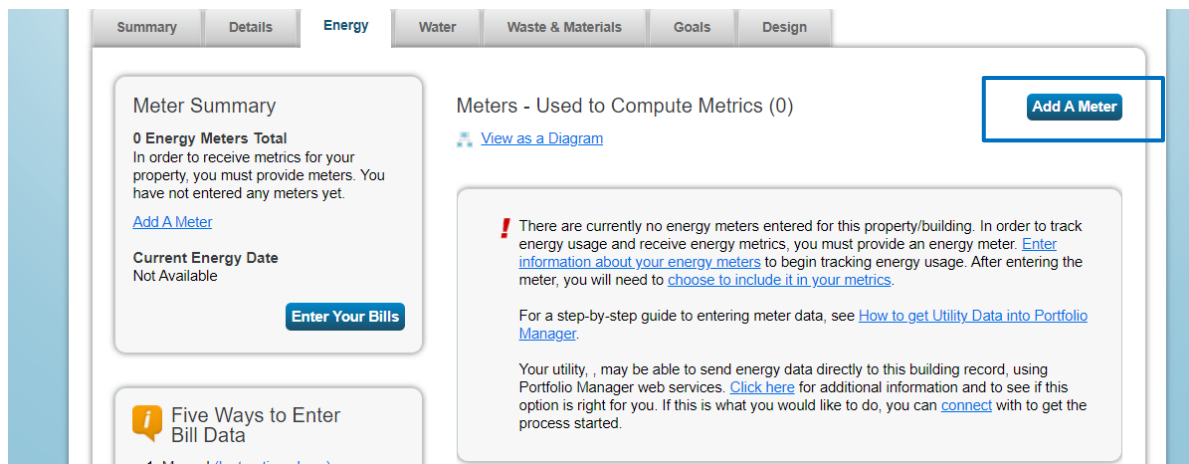 Summary Details Energy Water Waste & Materials Goals Design
Meter Summary
0 Energy Meters Total
In order to receive metrics for your
property, you must provide meters. You
have not entered any meters yet.
Add A Meter
Current Energy Date
Not Available
Enter Your Bills
Five Ways to Enter
Bill Data
Meters - Used to Compute Metrics (0)
Add A Meter
View as a Diagram
There are currently no energy meters entered for this property/building. In order to track
energy usage and receive energy metrics, you must provide an energy meter. Enter
information about your energy meters to begin tracking energy usage. After entering the
meter, you will need to choose to include it in your metrics.
For a step-by-step guide to entering meter data, see How to get Utility Data into Portfolio
Manager.
Your utility, , may be able to send energy data directly to this building record, using
Portfolio Manager web services. Click here for additional information and to see if this
option is right for you. If this is what you would like to do, you can connect with to get the
process started.